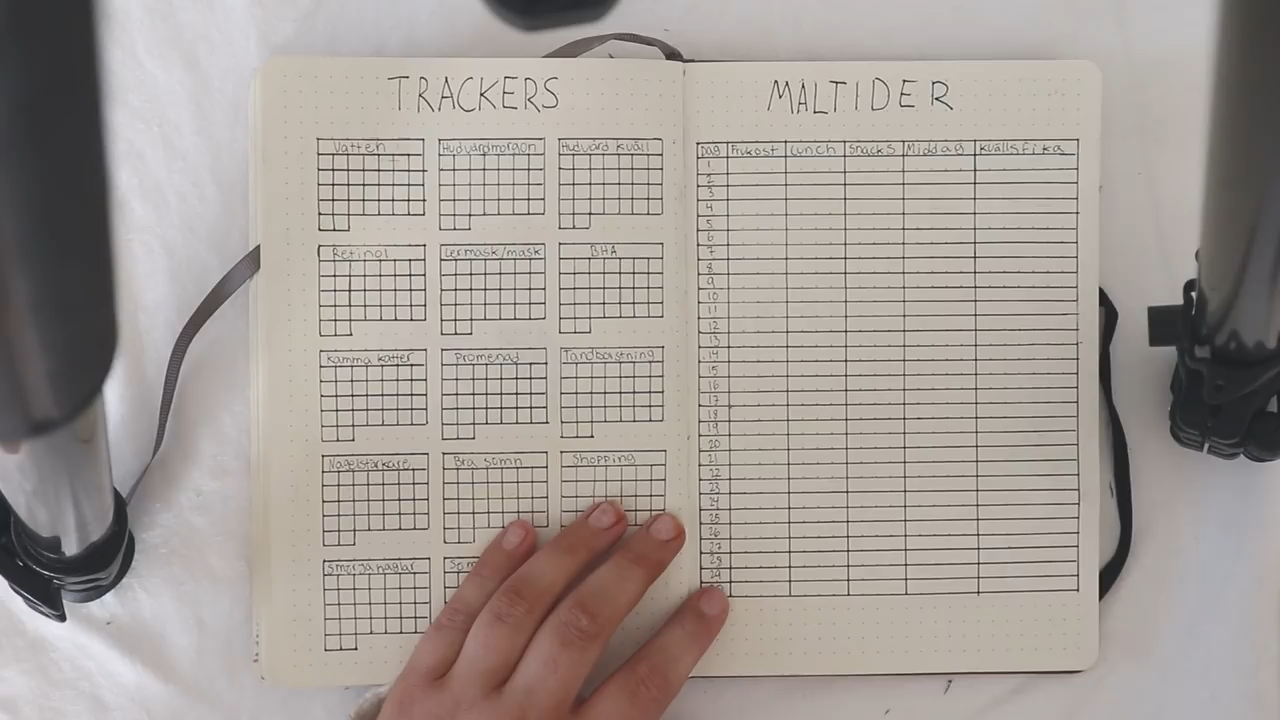 TRACKERS
Vatten
Hudvårdmorgon
Hudvård kväll
Retinol
Lermask/mask
BHA
Kamma katter
Promenad
Tandborstning
Nagelstärkare
Bra sömn
Shopping
Smörja naglar
MÅLTIDER
Dag Frukost Lunch Snacks Middag Kvällsfika
1
2
3
4
5
6
7
8
9
10
11
12
13
14
15
16
17
18
19
20
21
22
23
24
25
26
27
28
29